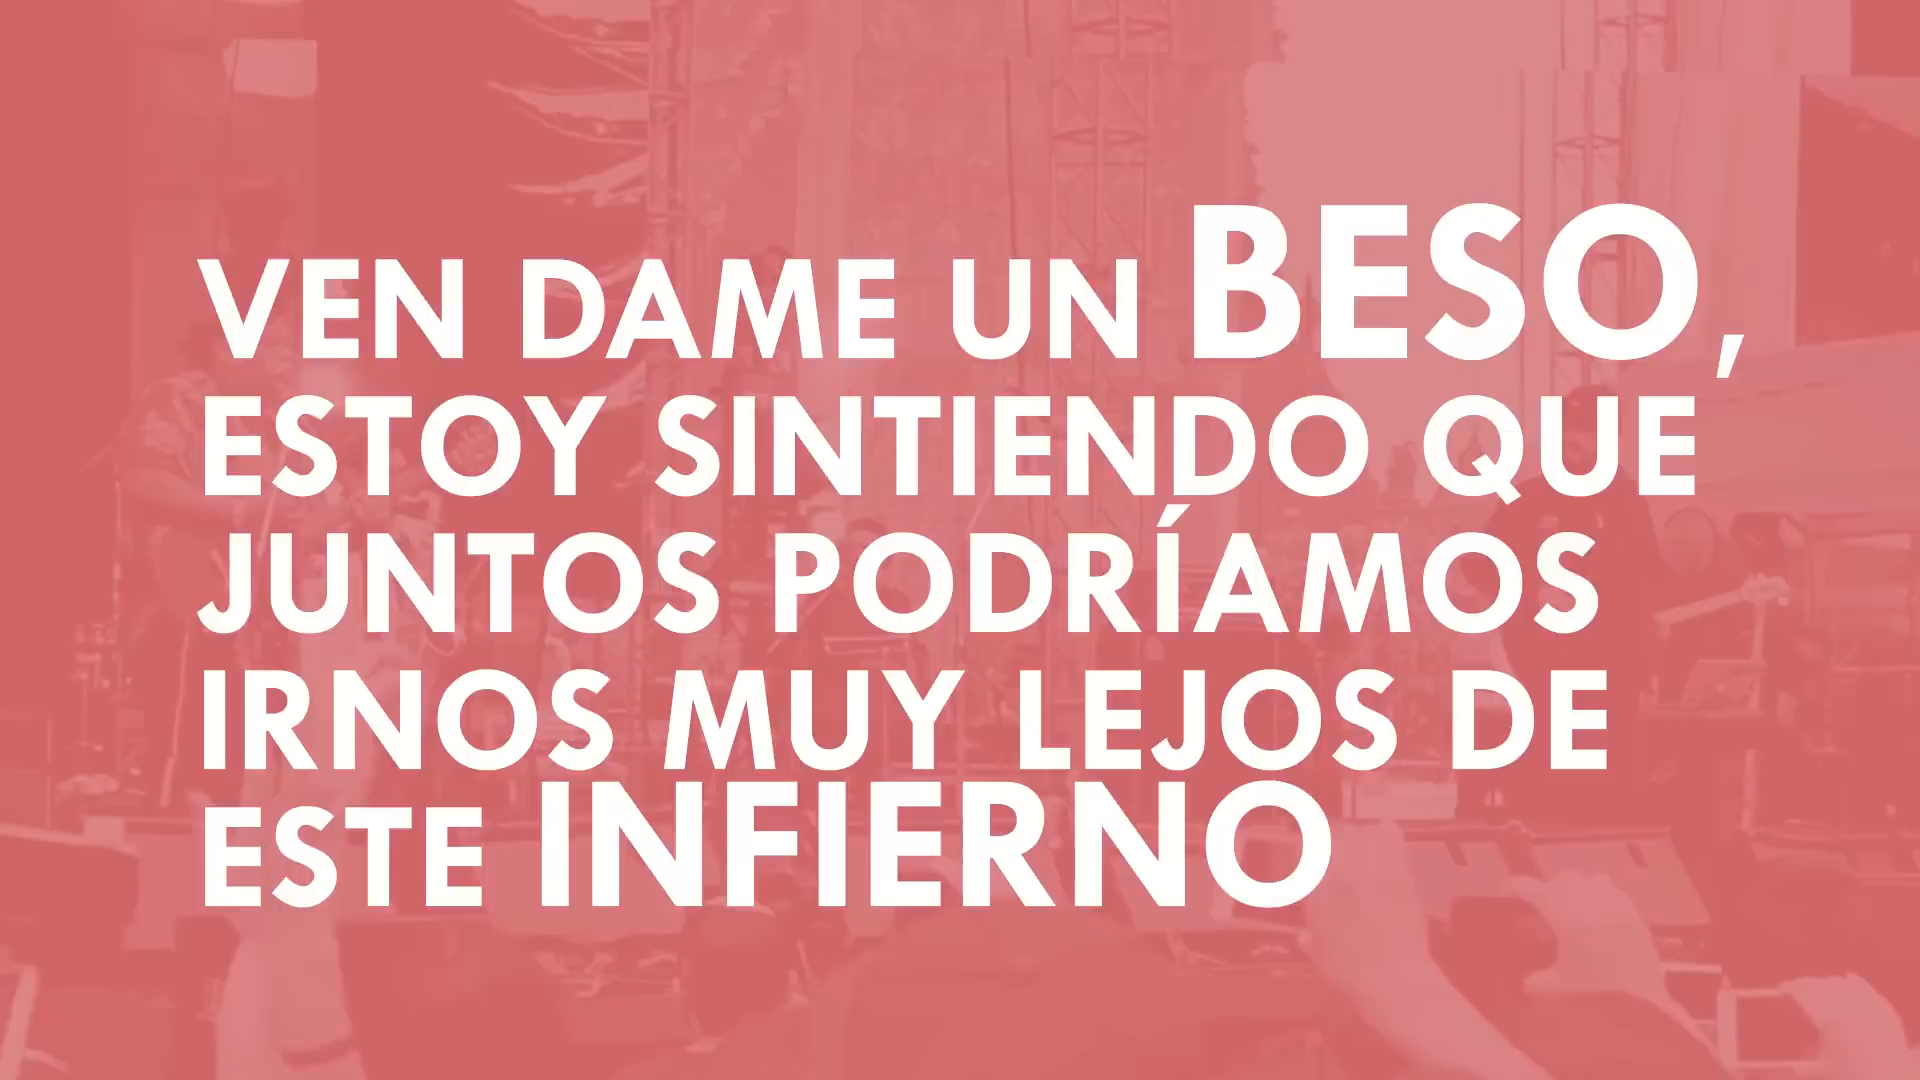 VEN DAME UN BESO,
ESTOY SINTIENDO QUE
JUNTOS PODRÍAMOS
IRNOS MUY LEJOS DE
ESTE INFIERNO